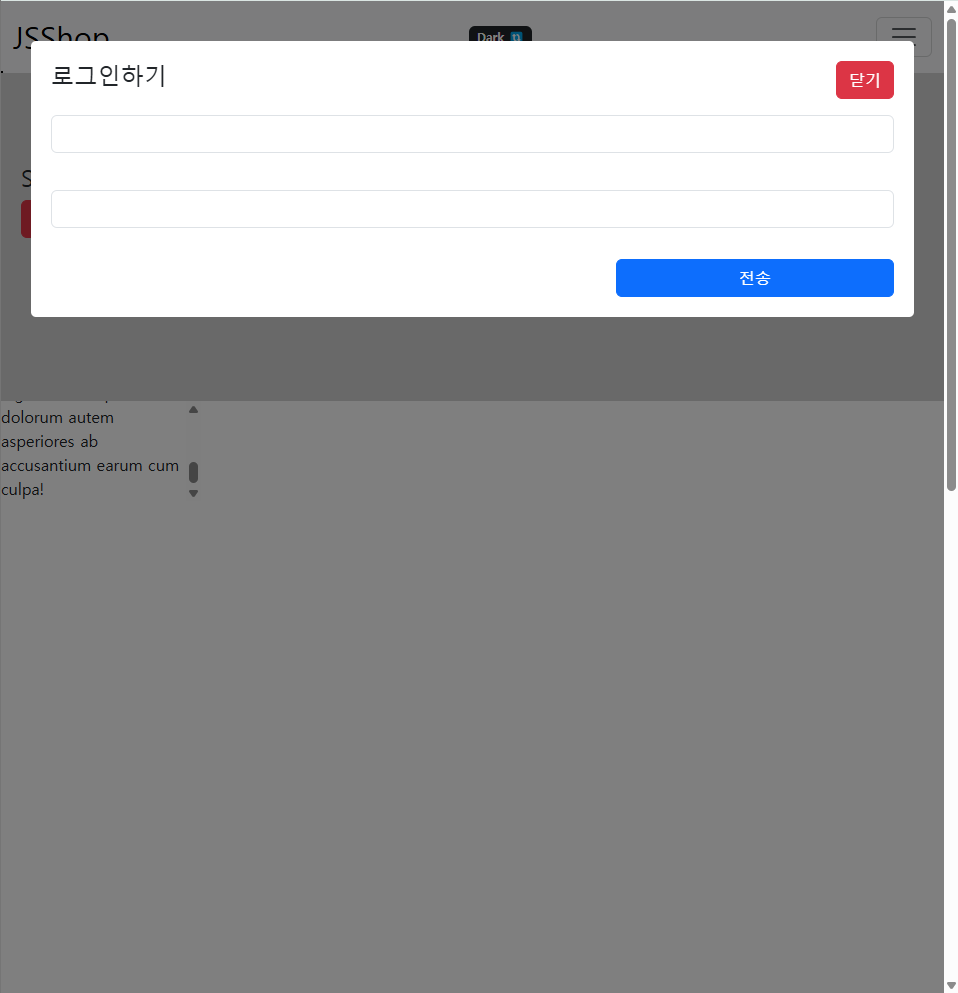 JSShop
Dark
로그인하기
닫기
전송
dolorum autem
asperiores ab
accusantium earum cum
culpa!